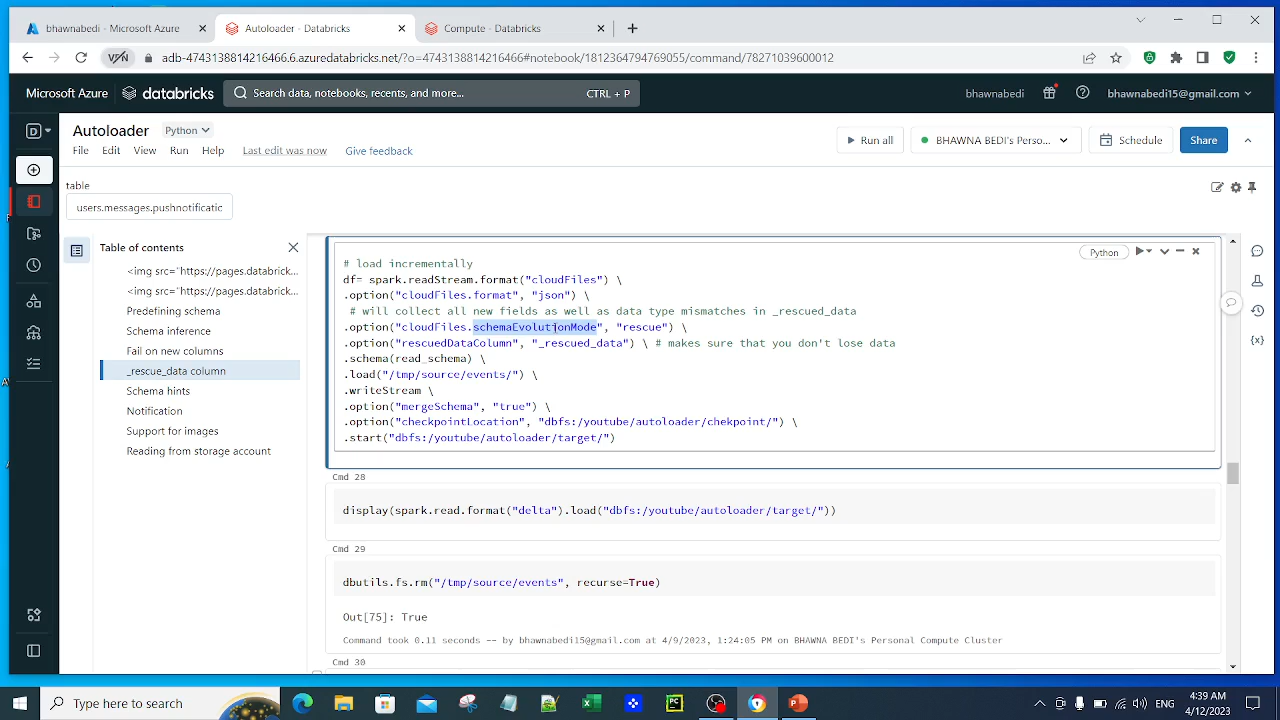 bhawnabedi - Microsoft Azure
Autoloader - Databricks
Compute - Databricks
adb-4743138814216466.6.azuredatabricks.net/?o=4743138814216466#notebook/1812364794769055/command/78271039600012
Microsoft Azure databricks
Search data, notebooks, recents, and more... CTRL + P
bhawnabedi
bhawnabedi15@gmail.com
D
Autoloader Python
File Edit View Run Help Last edit was now Give feedback
Run all
BHAWNA BEDI's Perso...
Schedule
Share
table
users.messages.pushnotificatic
Table of contents
<img src="https://pages.databrick...
<img src="https://pages.databrick...
Predefining schema
Schema inference
Fail on new columns
_rescue_data column
Schema hints
Notification
Support for images
Reading from storage account
Python
# load incrementally
df= spark.readStream.format("cloudFiles") \
.option("cloudFiles.format", "json") \
# will collect all new fields as well as data type mismatches in _rescued_data
.option("cloudFiles.schemaEvolutionMode", "rescue") \
.option("rescuedDataColumn", "_rescued_data") \ # makes sure that you don't lose data
.schema(read_schema) \
.load("/tmp/source/events/") \
.writeStream \
.option("mergeSchema", "true") \
.option("checkpointLocation", "dbfs:/youtube/autoloader/chekpoint/") \
.start("dbfs:/youtube/autoloader/target/")
Cmd 28
display(spark.read.format("delta").load("dbfs:/youtube/autoloader/target/"))
Cmd 29
dbutils.fs.rm("/tmp/source/events", recurse=True)
Out[75]: True
Command took 0.11 seconds -- by bhawnabedi15@gmail.com at 4/9/2023, 1:24:05 PM on BHAWNA BEDI's Personal Compute Cluster
Cmd 30
Type here to search
ENG
4:39 AM
4/12/2023